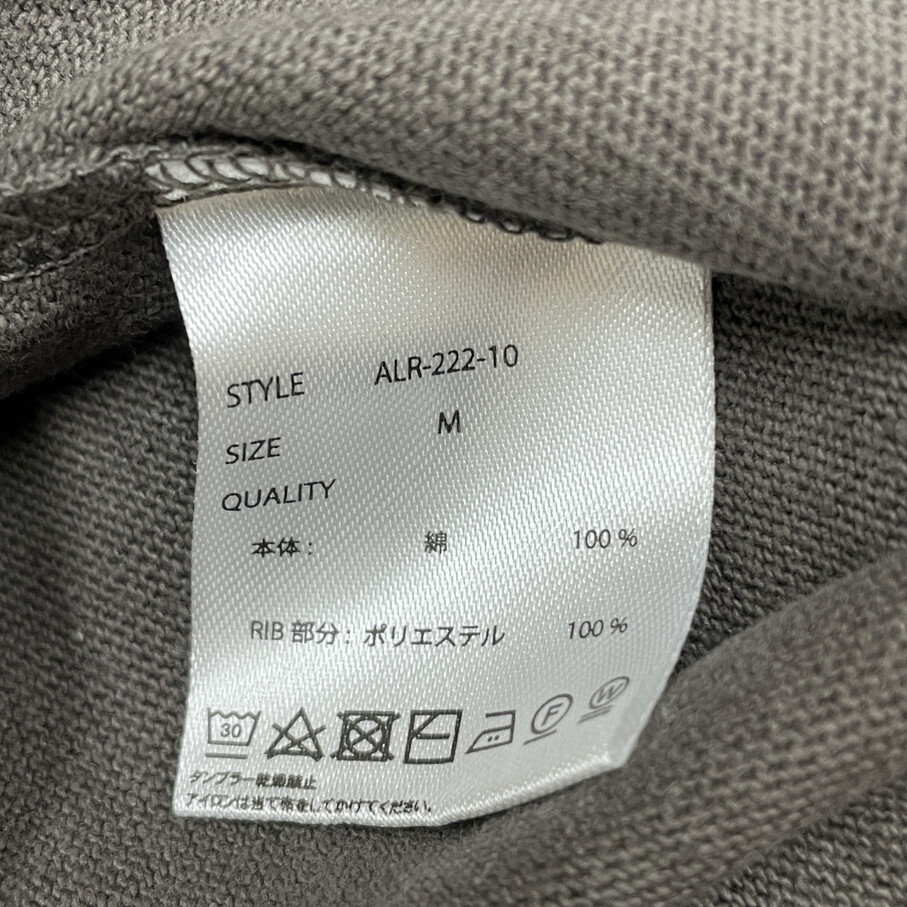 STYLE ALR-222-10
SIZE M
QUALITY
本体 : 綿 100 %
RIB 部分 : ポリエステル 100 %
30 F W
タンブラー乾燥禁止
アイロンは当て布をしてかけてください。